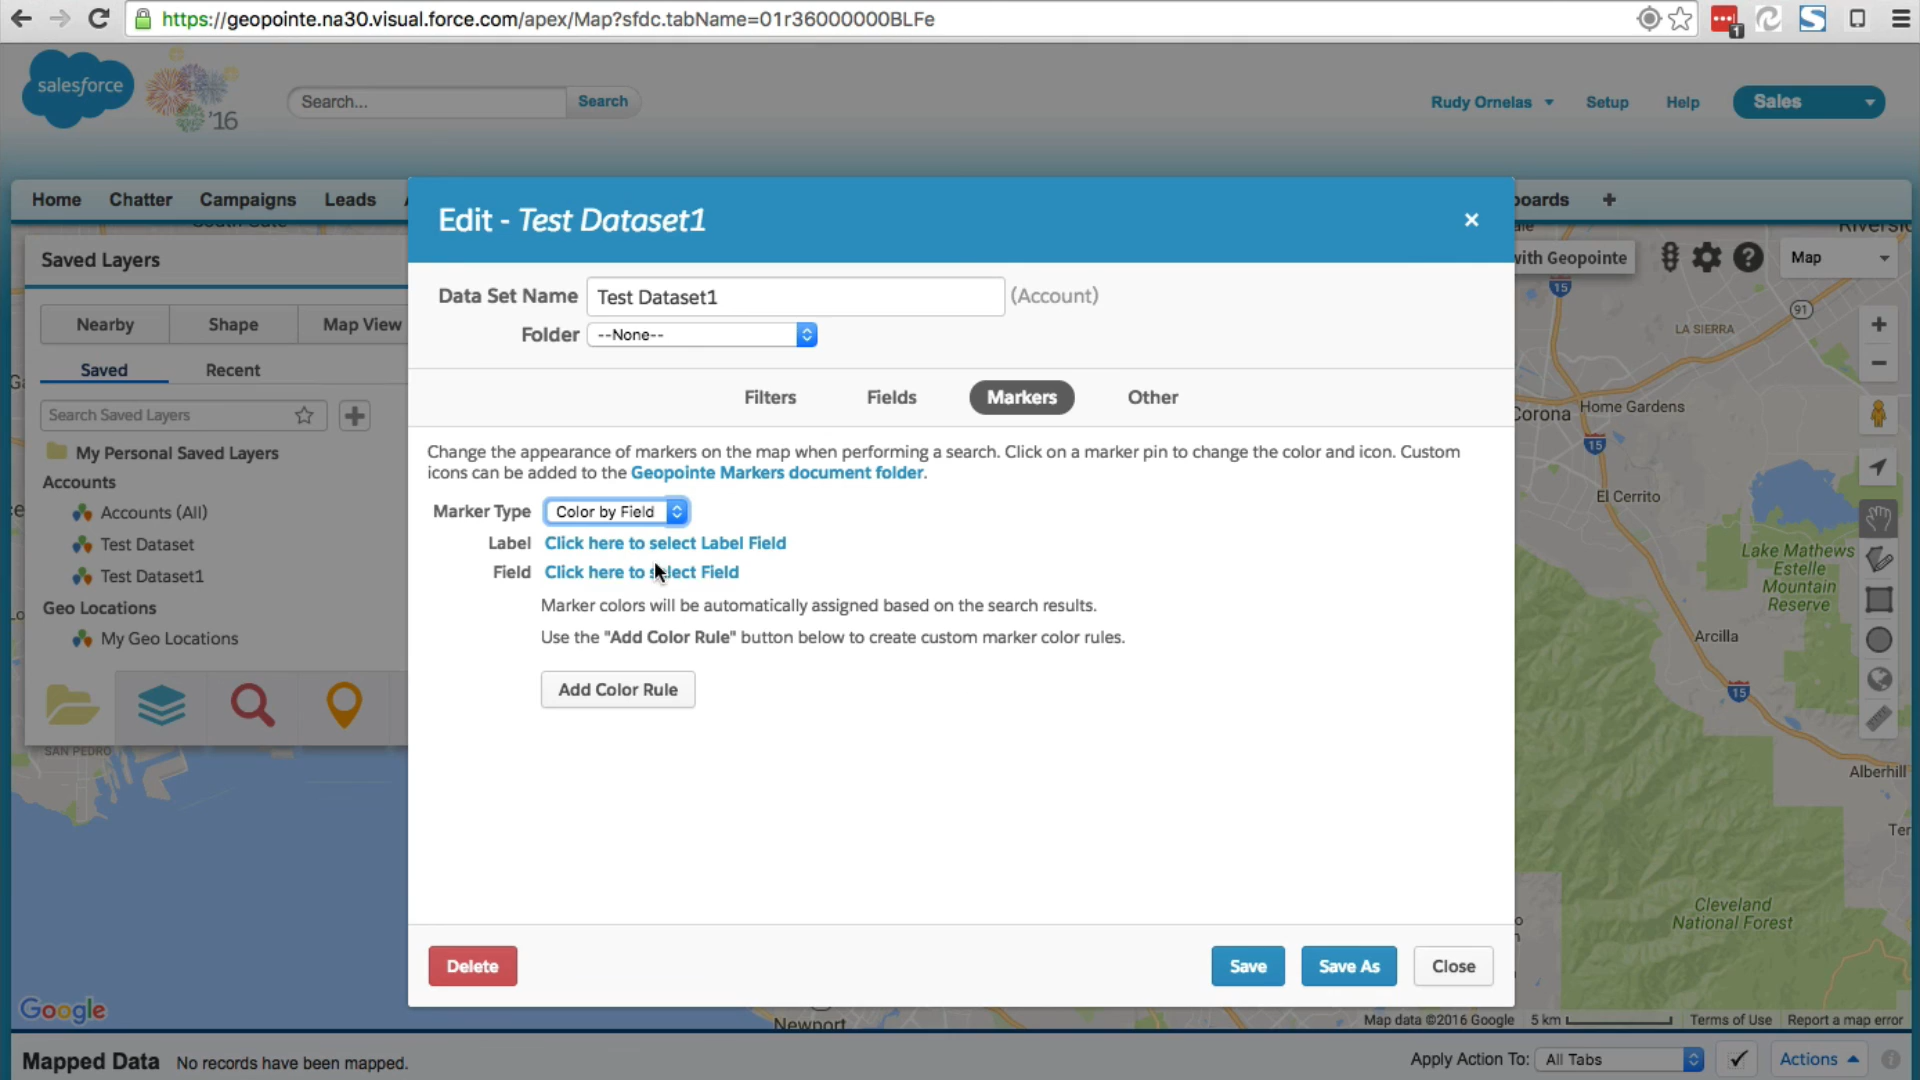 https://geopointe.na30.visual.force.com/apex/Map?sfdc.tabName=01r36000000BLFe
1
salesforce
'16
Search...
Search
Rudy Ornelas
Setup
Help
Sales
Home
Chatter
Campaigns
Leads
boards
+
Edit - Test Dataset1
×
Saved Layers
with Geopointe
Map
Data Set Name
Test Dataset1
(Account)
Folder
--None--
Nearby
Shape
Map View
Saved
Recent
Filters
Fields
Markers
Other
Search Saved Layers
My Personal Saved Layers
Accounts
Accounts (All)
Test Dataset
Test Dataset1
Geo Locations
My Geo Locations
Change the appearance of markers on the map when performing a search. Click on a marker pin to change the color and icon. Custom
icons can be added to the Geopointe Markers document folder.
Marker Type
Color by Field
Label
Click here to select Label Field
Field
Click here to select Field
Marker colors will be automatically assigned based on the search results.
Use the "Add Color Rule" button below to create custom marker color rules.
Add Color Rule
Delete
Save
Save As
Close
15
91
LA SIERRA
Corona
Home Gardens
15
El Cerrito
Lake Mathews
Estelle
Mountain
Reserve
Arcilla
15
Alberhill
Cleveland
National Forest
SAN PEDRO
Google
Newport
Map data ©2016 Google
5 km
Terms of Use
Report a map error
Mapped Data
No records have been mapped.
Apply Action To:
All Tabs
Actions